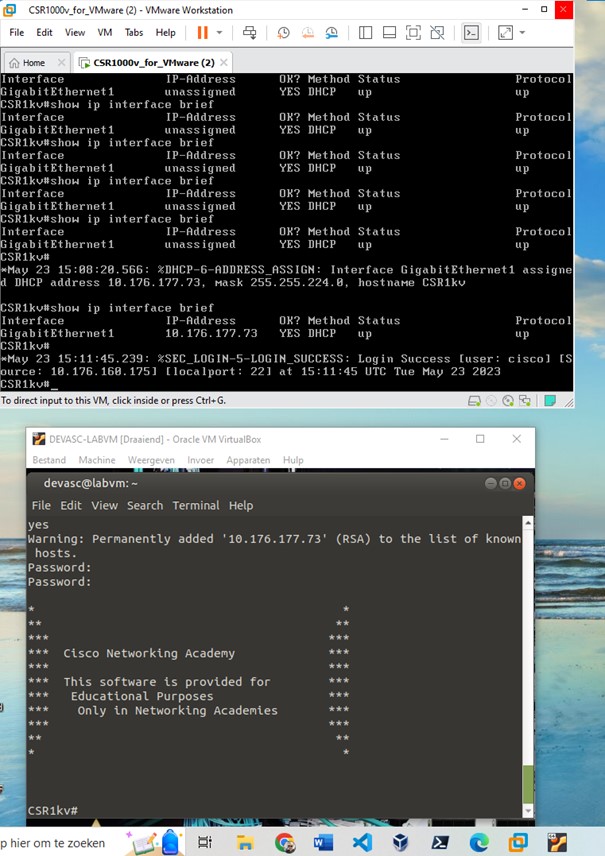 CSR1000v_for_VMware (2) - VMware Workstation
File Edit View VM Tabs Help
Home CSR1000v_for_VMware (2)
Interface IP-Address OK? Method Status Protocol
GigabitEthernet1 unassigned YES DHCP up up
CSR1kv#show ip interface brief
Interface IP-Address OK? Method Status Protocol
GigabitEthernet1 unassigned YES DHCP up up
CSR1kv#show ip interface brief
Interface IP-Address OK? Method Status Protocol
GigabitEthernet1 unassigned YES DHCP up up
CSR1kv#show ip interface brief
Interface IP-Address OK? Method Status Protocol
GigabitEthernet1 unassigned YES DHCP up up
CSR1kv#show ip interface brief
Interface IP-Address OK? Method Status Protocol
GigabitEthernet1 unassigned YES DHCP up up
CSR1kv#
*May 23 15:08:20.566: %DHCP-6-ADDRESS_ASSIGN: Interface GigabitEthernet1 assigne
d DHCP address 10.176.177.73, mask 255.255.224.0, hostname CSR1kv
CSR1kv#show ip interface brief
Interface IP-Address OK? Method Status Protocol
GigabitEthernet1 10.176.177.73 YES DHCP up up
CSR1kv#
*May 23 15:11:45.239: %SEC_LOGIN-5-LOGIN_SUCCESS: Login Success [user: cisco] [S
ource: 10.176.160.175] [localport: 22] at 15:11:45 UTC Tue May 23 2023
CSR1kv#_
To direct input to this VM, click inside or press Ctrl+G.
DEVASC-LABVM [Draaiend] - Oracle VM VirtualBox
Bestand Machine Weergeven Invoer Apparaten Hulp
devasc@labvm: ~
File Edit View Search Terminal Help
yes
Warning: Permanently added '10.176.177.73' (RSA) to the list of known
hosts.
Password:
Password:
* *
** **
*** ***
*** Cisco Networking Academy ***
*** ***
*** This software is provided for ***
*** Educational Purposes ***
*** Only in Networking Academies ***
*** ***
** **
* *
CSR1kv#
p hier om te zoeken